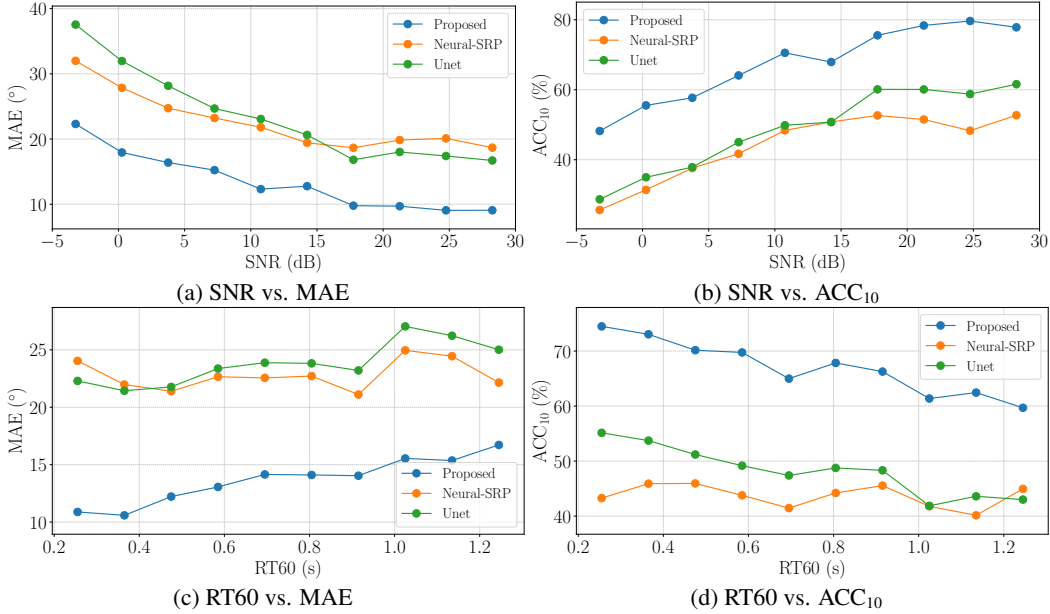 40
30
20
10
MAE (°)
Proposed
Neural-SRP
Unet
−5 0 5 10 15 20 25 30
SNR (dB)
(a) SNR vs. MAE
80
60
40
ACC10 (%)
Proposed
Neural-SRP
Unet
−5 0 5 10 15 20 25 30
SNR (dB)
(b) SNR vs. ACC10
25
20
15
10
MAE (°)
Proposed
Neural-SRP
Unet
0.2 0.4 0.6 0.8 1.0 1.2
RT60 (s)
(c) RT60 vs. MAE
70
60
50
40
ACC10 (%)
Proposed
Neural-SRP
Unet
0.2 0.4 0.6 0.8 1.0 1.2
RT60 (s)
(d) RT60 vs. ACC10